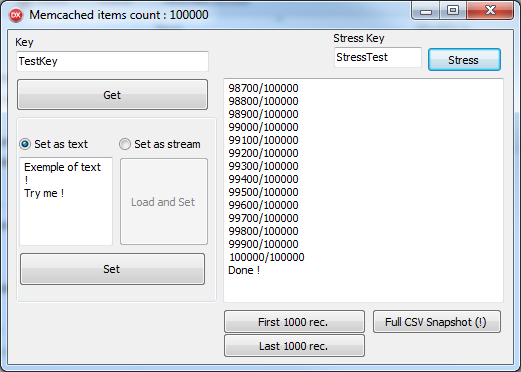 DX
Memcached items count : 100000
Key
TestKey
Get
Set as text
Set as stream
Exemple of text
!
Try me !
Load and Set
Set
Stress Key
StressTest
Stress
98700/100000
98800/100000
98900/100000
99000/100000
99100/100000
99200/100000
99300/100000
99400/100000
99500/100000
99600/100000
99700/100000
99800/100000
99900/100000
100000/100000
Done !
First 1000 rec.
Full CSV Snapshot (!)
Last 1000 rec.